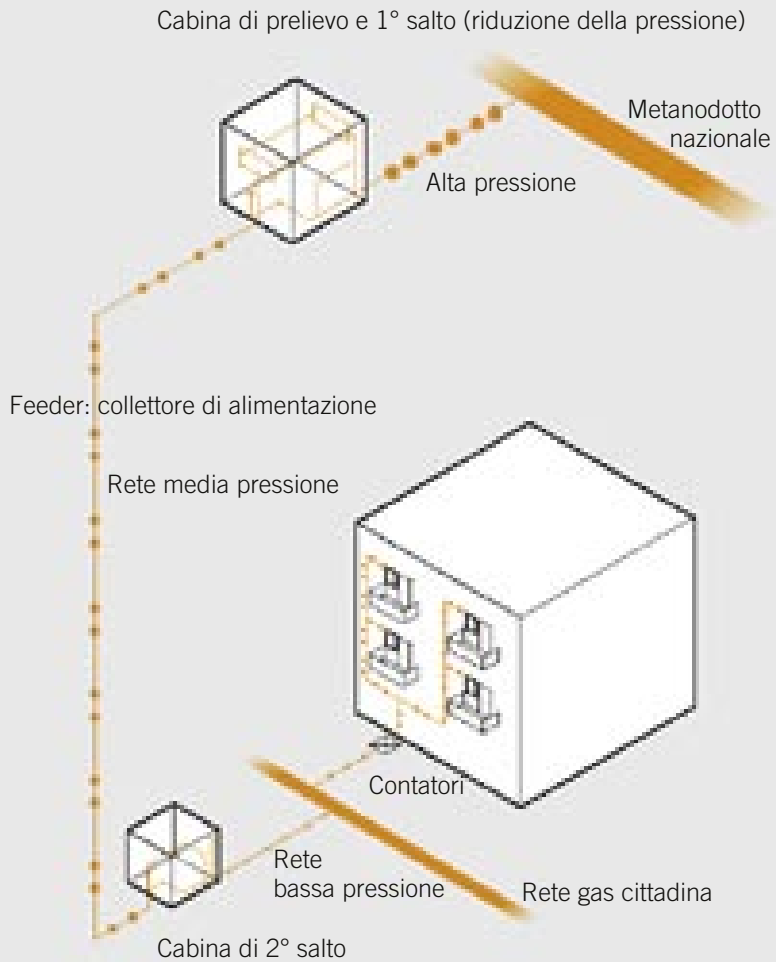 Cabina di prelievo e 1° salto (riduzione della pressione)
Metanodotto
nazionale
Alta pressione
Feeder: collettore di alimentazione
Rete media pressione
Contatori
Rete
bassa pressione
Rete gas cittadina
Cabina di 2° salto